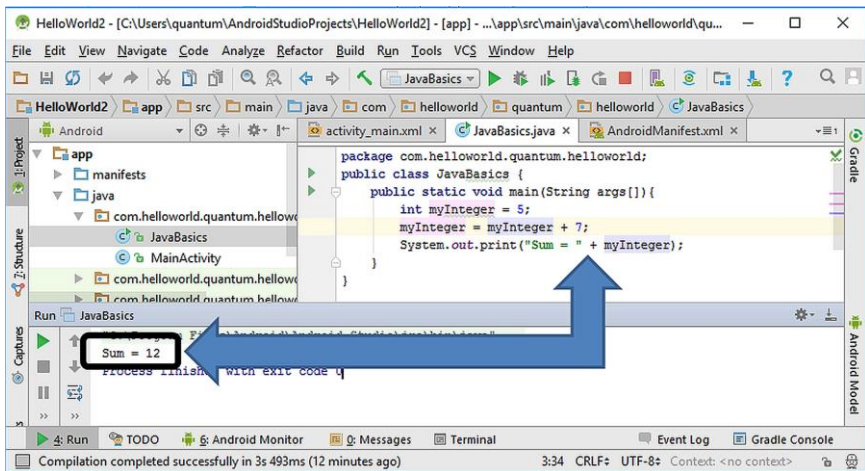 HelloWorld2 - [C:\Users\quantum\AndroidStudioProjects\HelloWorld2] - [app] - ...\app\src\main\java\com\helloworld\qu...
File Edit View Navigate Code Analyze Refactor Build Run Tools VCS Window Help
JavaBasics
HelloWorld2 app src main java com helloworld quantum helloworld JavaBasics
Android
activity_main.xml × JavaBasics.java × AndroidManifest.xml ×
1: Project
7: Structure
Captures
app
manifests
java
com.helloworld.quantum.hellow
JavaBasics
MainActivity
com.helloworld.quantum.hellow
com.helloworld.quantum.hellow
package com.helloworld.quantum.helloworld;
public class JavaBasics {
public static void main(String args[]){
int myInteger = 5;
myInteger = myInteger + 7;
System.out.print("Sum = " + myInteger);
}
}
Gradle
Android Model
Run JavaBasics
Sum = 12
Process finished with exit code 0
4: Run TODO 6: Android Monitor 0: Messages Terminal Event Log Gradle Console
Compilation completed successfully in 3s 493ms (12 minutes ago) 3:34 CRLF÷ UTF-8÷ Context: <no context>